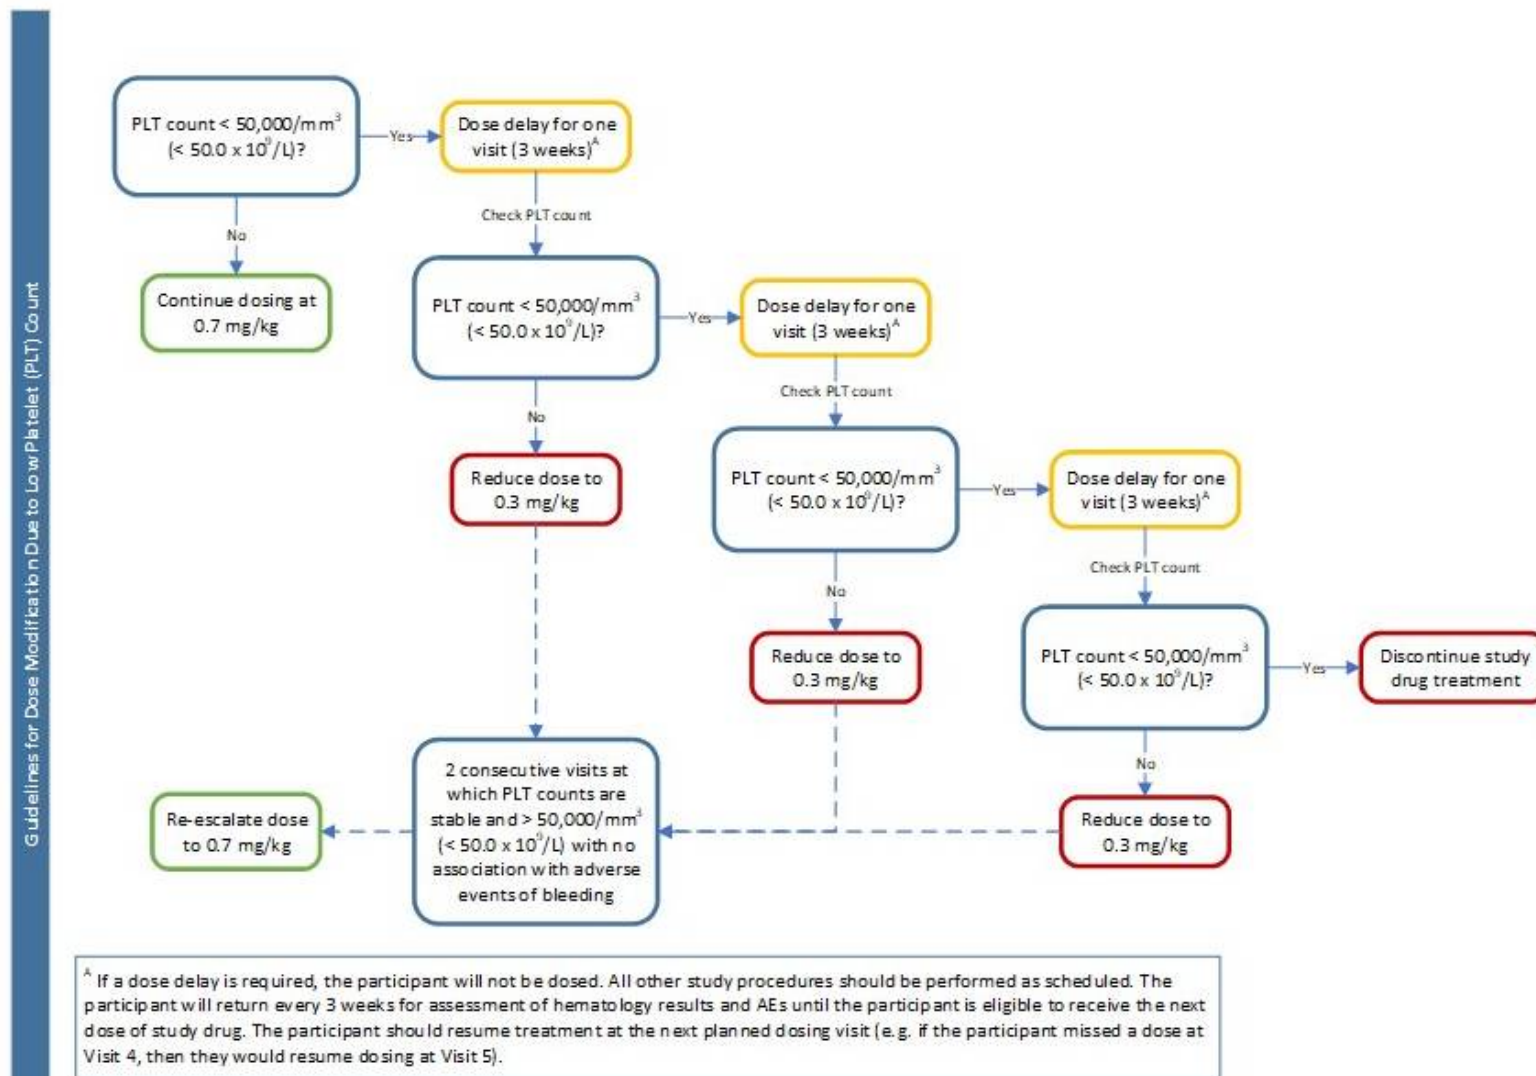 Guidelines for Dose Modification Due to Low Platelet (PLT) Count
PLT count < 50,000/mm³
(< 50.0 x 10⁹/L)?
Yes
Dose delay for one
visit (3 weeks)ᴬ
No
Check PLT count
Continue dosing at
0.7 mg/kg
PLT count < 50,000/mm³
(< 50.0 x 10⁹/L)?
Yes
Dose delay for one
visit (3 weeks)ᴬ
No
Check PLT count
Reduce dose to
0.3 mg/kg
PLT count < 50,000/mm³
(< 50.0 x 10⁹/L)?
Yes
Dose delay for one
visit (3 weeks)ᴬ
No
Check PLT count
Reduce dose to
0.3 mg/kg
PLT count < 50,000/mm³
(< 50.0 x 10⁹/L)?
Yes
Discontinue study
drug treatment
No
Reduce dose to
0.3 mg/kg
2 consecutive visits at
which PLT counts are
stable and > 50,000/mm³
(< 50.0 x 10⁹/L) with no
association with adverse
events of bleeding
Re-escalate dose
to 0.7 mg/kg
ᴬ If a dose delay is required, the participant will not be dosed. All other study procedures should be performed as scheduled. The
participant will return every 3 weeks for assessment of hematology results and AEs until the participant is eligible to receive the next
dose of study drug. The participant should resume treatment at the next planned dosing visit (e.g. if the participant missed a dose at
Visit 4, then they would resume dosing at Visit 5).